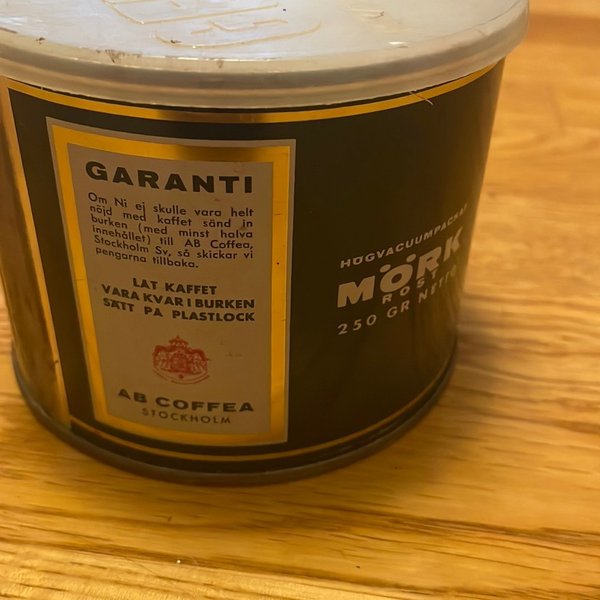 GARANTI
Om Ni ej skulle vara helt
nöjd med kaffet sänd in
burken (med minst halva
innehållet) till AB Coffea,
Stockholm Sv, så skickar vi
pengarna tillbaka.
LÅT KAFFET
VARA KVAR I BURKEN
SÄTT PÅ PLASTLOCK
AB COFFEA
STOCKHOLM
HÖGVACUUMPACKAT
MÖRK
ROST
250 GR NETTO